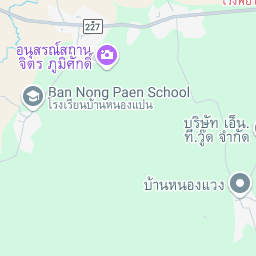 227
อนุสรณ์สถาน
จิตร ภูมิศักดิ์
Ban Nong Paen School
โรงเรียนบ้านหนองแปน
บริษัท เอ็น.
ที.วู้ด จำกัด
บ้านหนองแวง